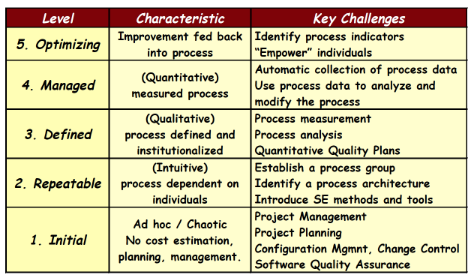 Level Characteristic Key Challenges
5. Optimizing
Improvement fed back
into process
Identify process indicators
“Empower” individuals
4. Managed
(Quantitative)
measured process
Automatic collection of process data
Use process data to analyze and
modify the process
3. Defined
(Qualitative)
process defined and
institutionalized
Process measurement
Process analysis
Quantitative Quality Plans
2. Repeatable
(Intuitive)
process dependent on
individuals
Establish a process group
Identify a process architecture
Introduce SE methods and tools
1. Initial
Ad hoc / Chaotic
No cost estimation,
planning, management.
Project Management
Project Planning
Configuration Mgmnt, Change Control
Software Quality Assurance